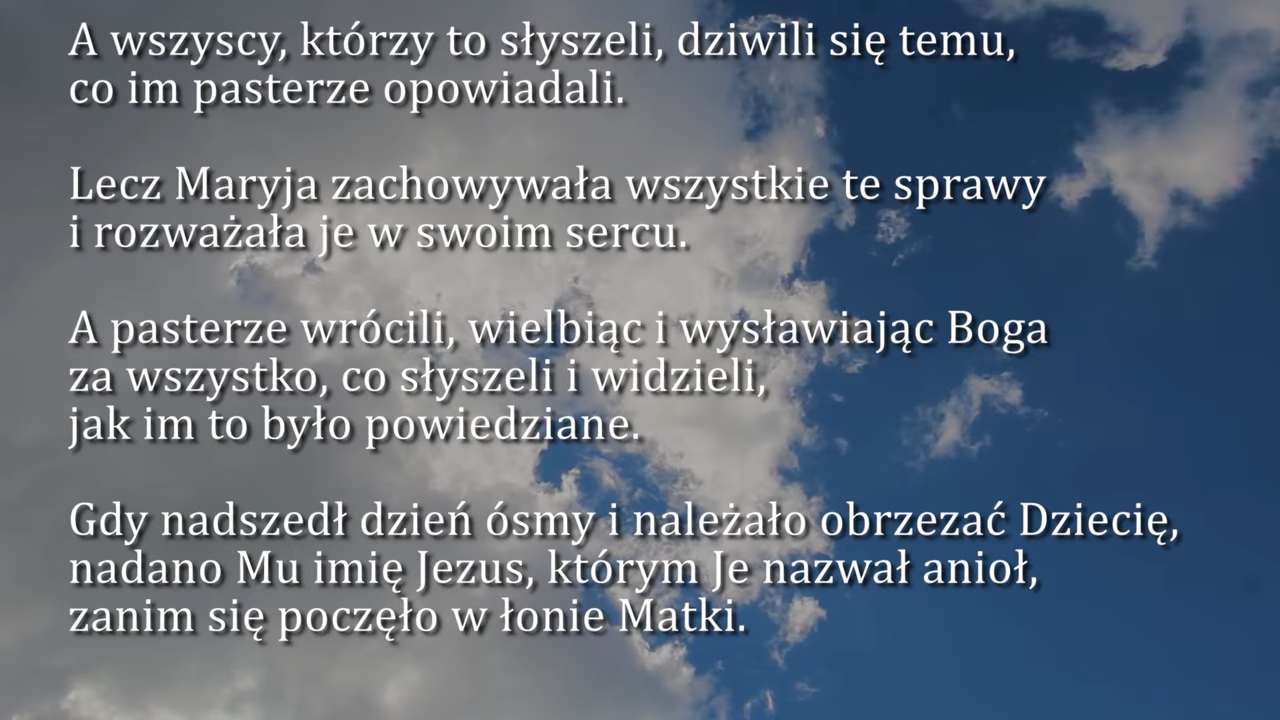 A wszyscy, którzy to słyszeli, dziwili się temu,
co im pasterze opowiadali.
Lecz Maryja zachowywała wszystkie te sprawy
i rozważała je w swoim sercu.
A pasterze wrócili, wielbiąc i wysławiając Boga
za wszystko, co słyszeli i widzieli,
jak im to było powiedziane.
Gdy nadszedł dzień ósmy i należało obrzezać Dziecię,
nadano Mu imię Jezus, którym Je nazwał anioł,
zanim się poczęło w łonie Matki.